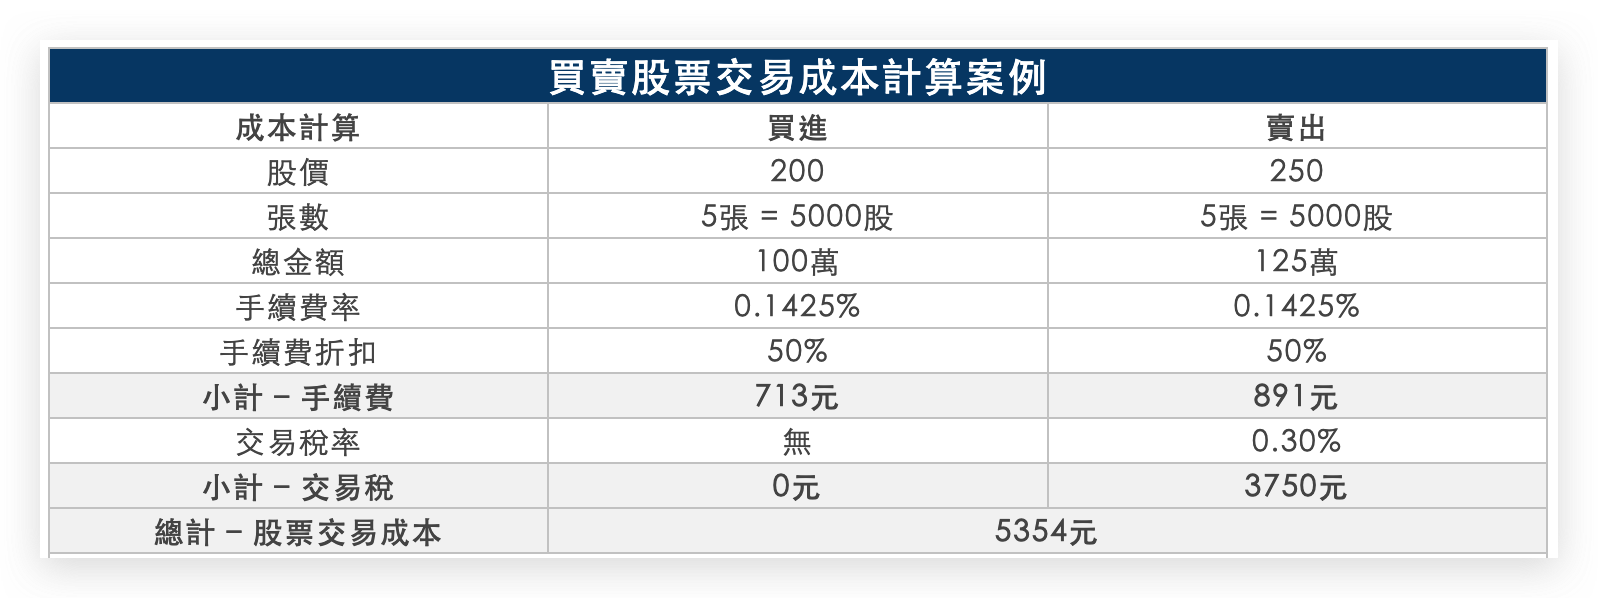 買賣股票交易成本計算案例
成本計算 買進 賣出
股價 200 250
張數 5張 = 5000股 5張 = 5000股
總金額 100萬 125萬
手續費率 0.1425% 0.1425%
手續費折扣 50% 50%
小計 – 手續費 713元 891元
交易稅率 無 0.30%
小計 – 交易稅 0元 3750元
總計 – 股票交易成本 5354元